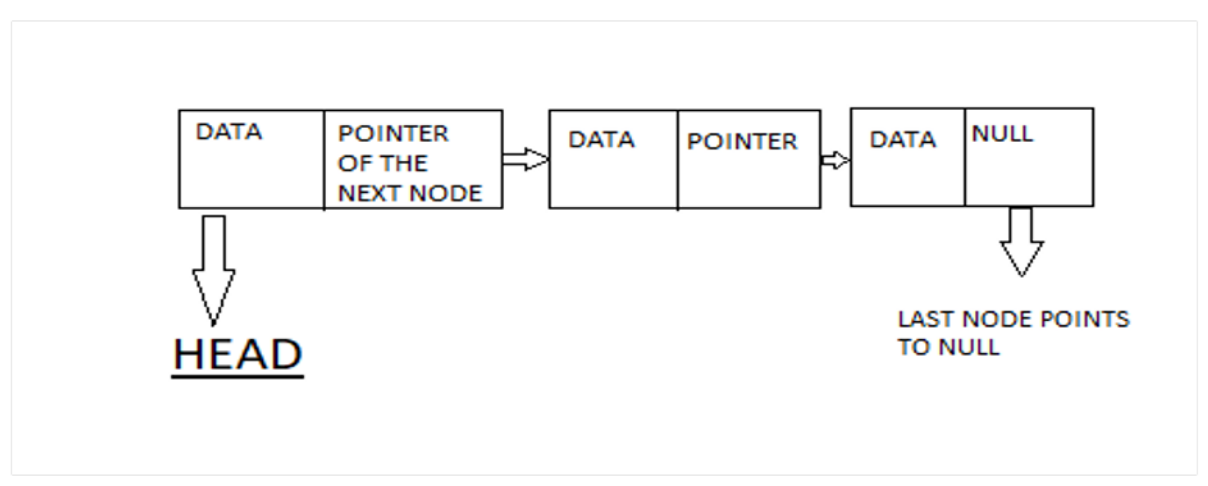 DATA
POINTER
OF THE
NEXT NODE
DATA
POINTER
DATA
NULL
HEAD
LAST NODE POINTS
TO NULL